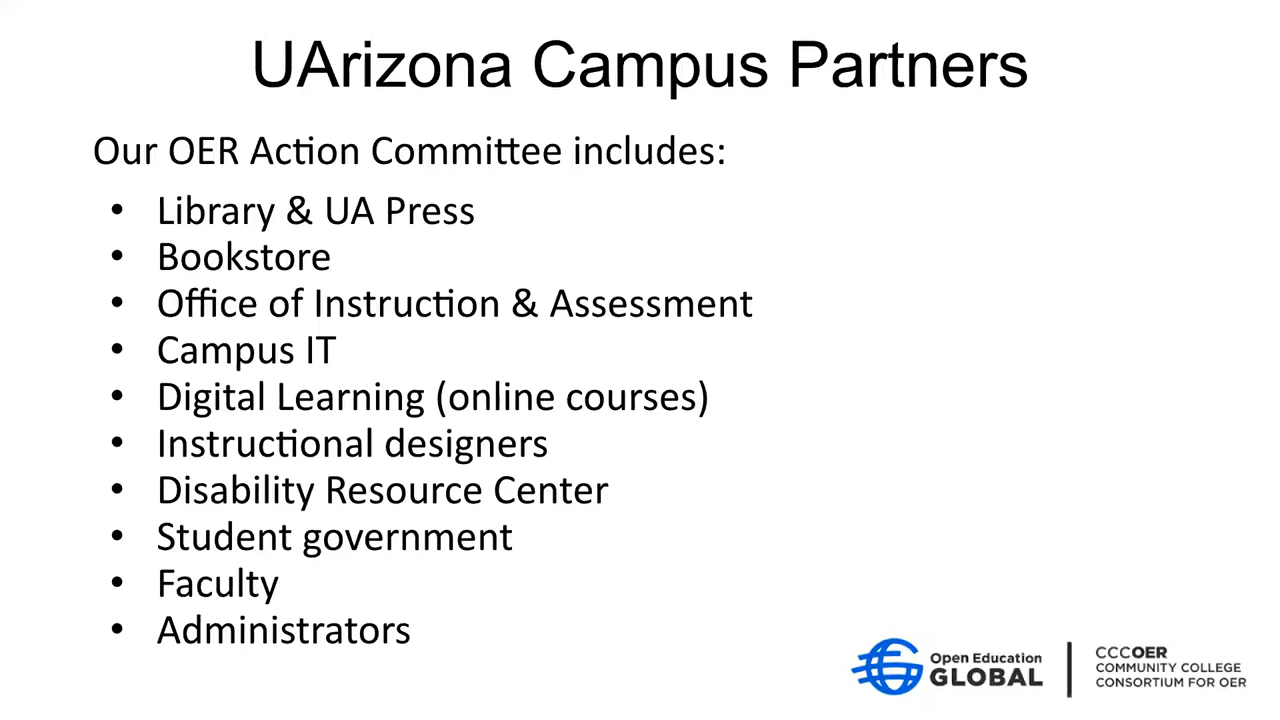 UArizona Campus Partners
Our OER Action Committee includes:
• Library & UA Press
• Bookstore
• Office of Instruction & Assessment
• Campus IT
• Digital Learning (online courses)
• Instructional designers
• Disability Resource Center
• Student government
• Faculty
• Administrators
Open Education
GLOBAL
CCCOER
COMMUNITY COLLEGE
CONSORTIUM FOR OER